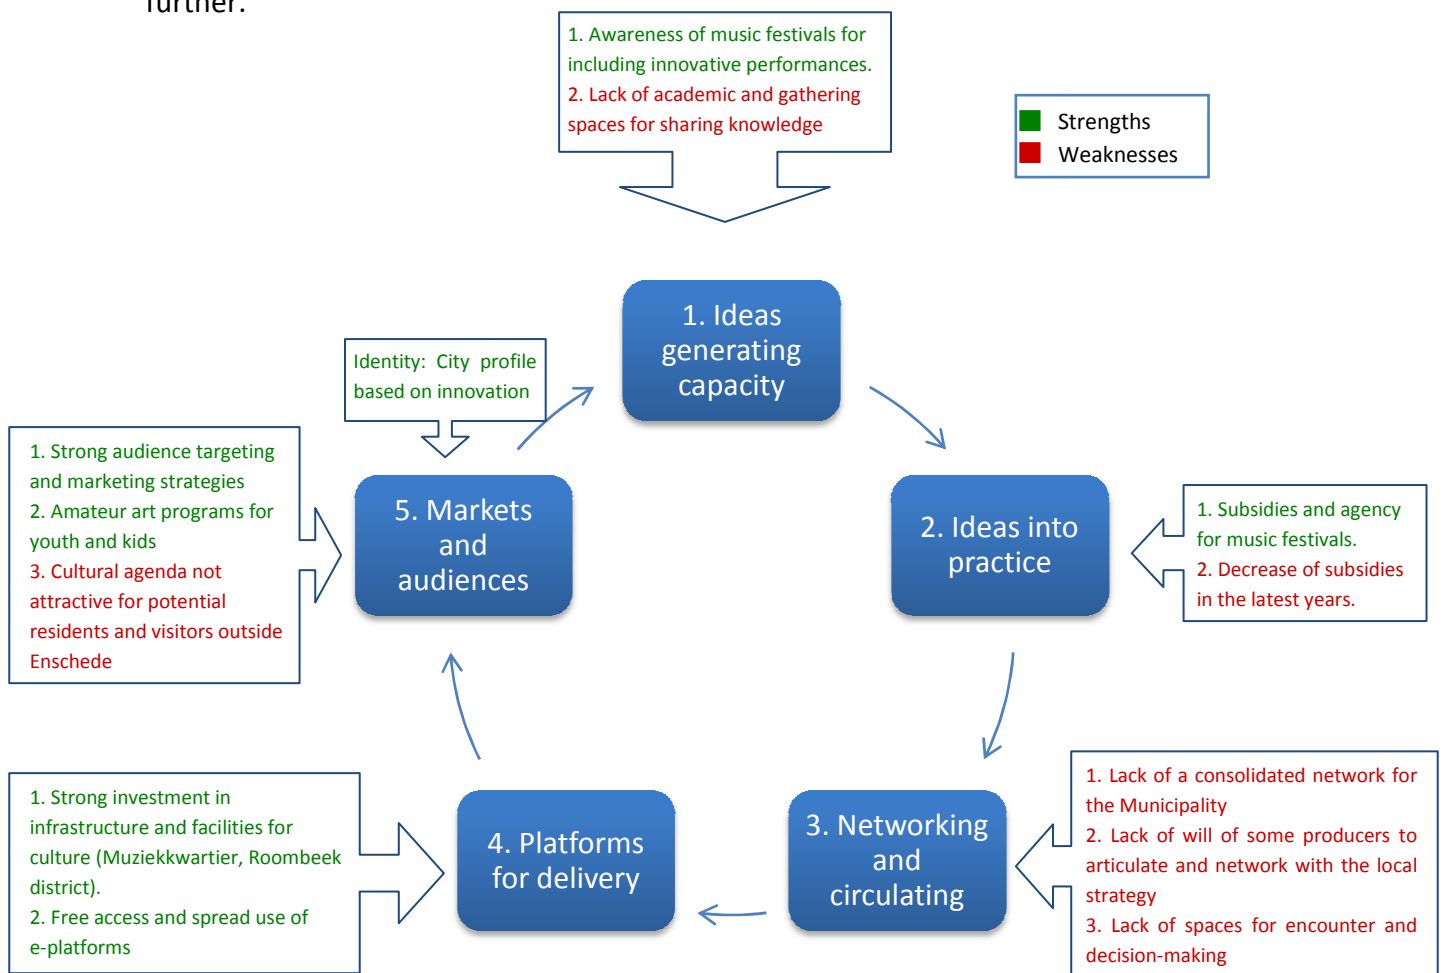 further.
1. Awareness of music festivals for
including innovative performances.
2. Lack of academic and gathering
spaces for sharing knowledge
Strengths
Weaknesses
1. Ideas
generating
capacity
Identity: City profile
based on innovation
1. Strong audience targeting
and marketing strategies
2. Amateur art programs for
youth and kids
3. Cultural agenda not
attractive for potential
residents and visitors outside
Enschede
5. Markets
and
audiences
2. Ideas into
practice
1. Subsidies and agency
for music festivals.
2. Decrease of subsidies
in the latest years.
1. Strong investment in
infrastructure and facilities for
culture (Muziekkwartier, Roombeek
district).
2. Free access and spread use of
e-platforms
4. Platforms
for delivery
3. Networking
and
circulating
1. Lack of a consolidated network for
the Municipality
2. Lack of will of some producers to
articulate and network with the local
strategy
3. Lack of spaces for encounter and
decision-making